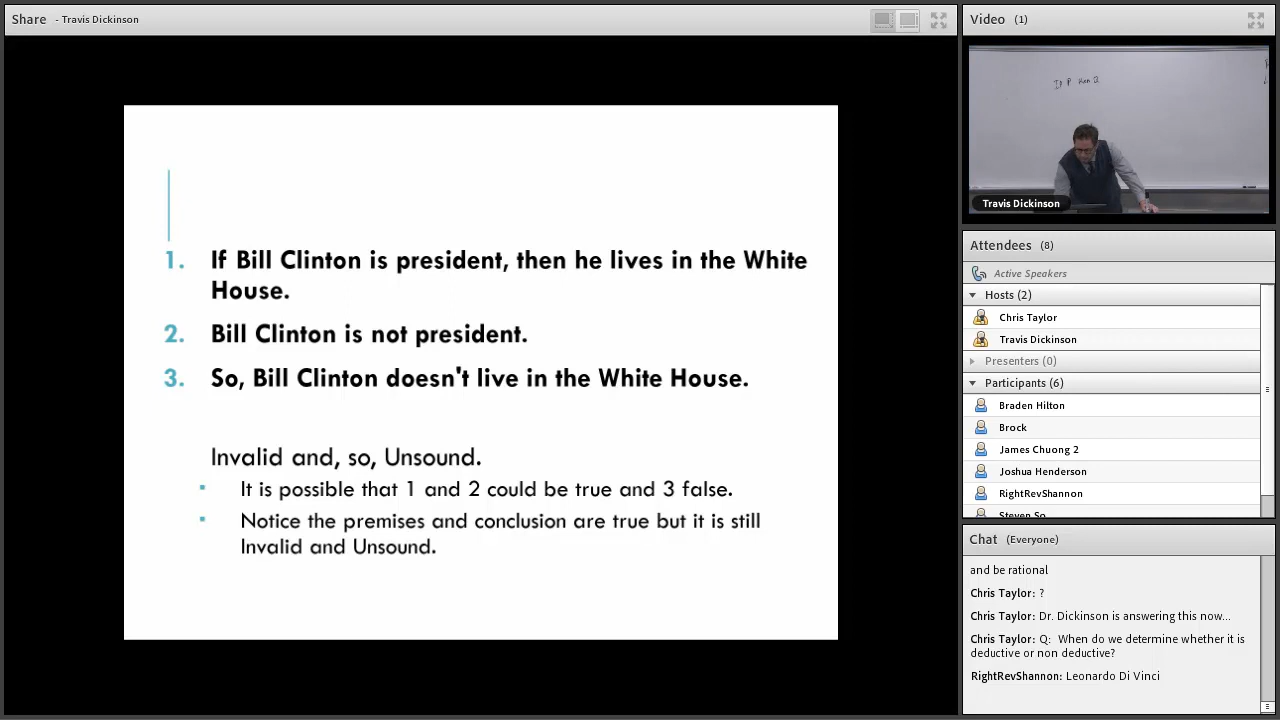 Share - Travis Dickinson
1. If Bill Clinton is president, then he lives in the White
House.
2. Bill Clinton is not president.
3. So, Bill Clinton doesn't live in the White House.
Invalid and, so, Unsound.
It is possible that 1 and 2 could be true and 3 false.
Notice the premises and conclusion are true but it is still
Invalid and Unsound.
Video (1)
If P then Q
Travis Dickinson
Attendees (8)
Active Speakers
Hosts (2)
Chris Taylor
Travis Dickinson
Presenters (0)
Participants (6)
Braden Hilton
Brock
James Chuong 2
Joshua Henderson
RightRevShannon
Steven So
Chat (Everyone)
and be rational
Chris Taylor: ?
Chris Taylor: Dr. Dickinson is answering this now...
Chris Taylor: Q: When do we determine whether it is
deductive or non deductive?
RightRevShannon: Leonardo Di Vinci